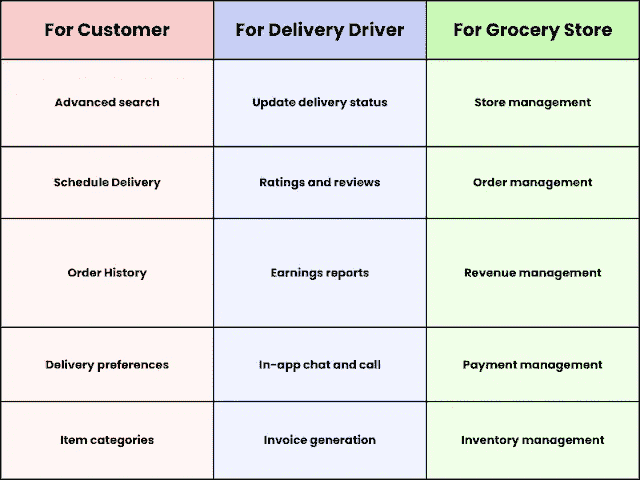 For Customer
For Delivery Driver
For Grocery Store
Advanced search
Update delivery status
Store management
Schedule Delivery
Ratings and reviews
Order management
Order History
Earnings reports
Revenue management
Delivery preferences
In-app chat and call
Payment management
Item categories
Invoice generation
Inventory management